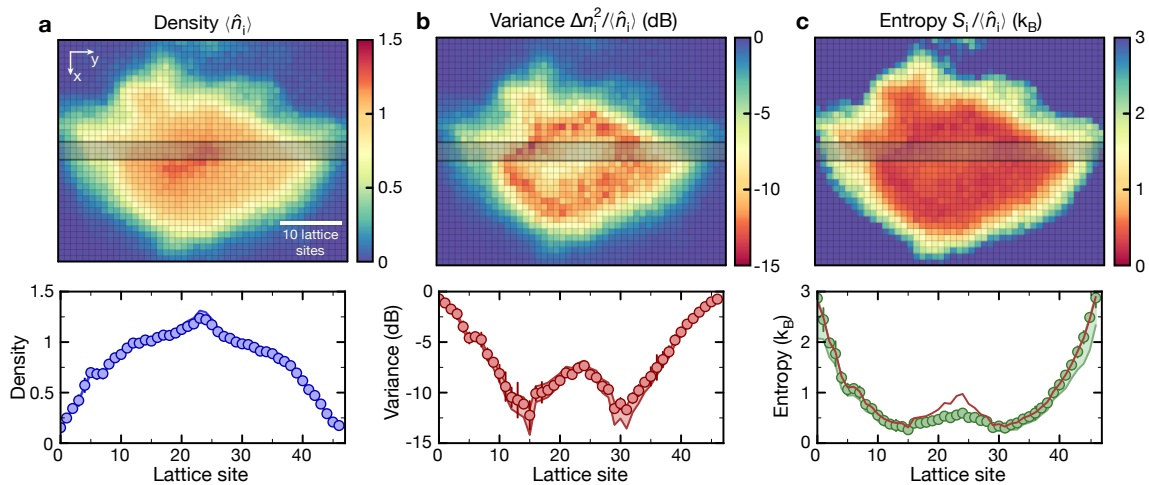 a
Density ⟨n̂ᵢ⟩
y
x
10 lattice
sites
1.5
1
0.5
0
b
Variance Δnᵢ²/⟨n̂ᵢ⟩ (dB)
0
−5
−10
−15
c
Entropy Sᵢ/⟨n̂ᵢ⟩ (k_B)
3
2
1
0
1.5
1
0.5
0
Density
0 10 20 30 40
Lattice site
0
-5
-10
-15
Variance (dB)
0 10 20 30 40
Lattice site
3
2
1
0
Entropy (k_B)
0 10 20 30 40
Lattice site